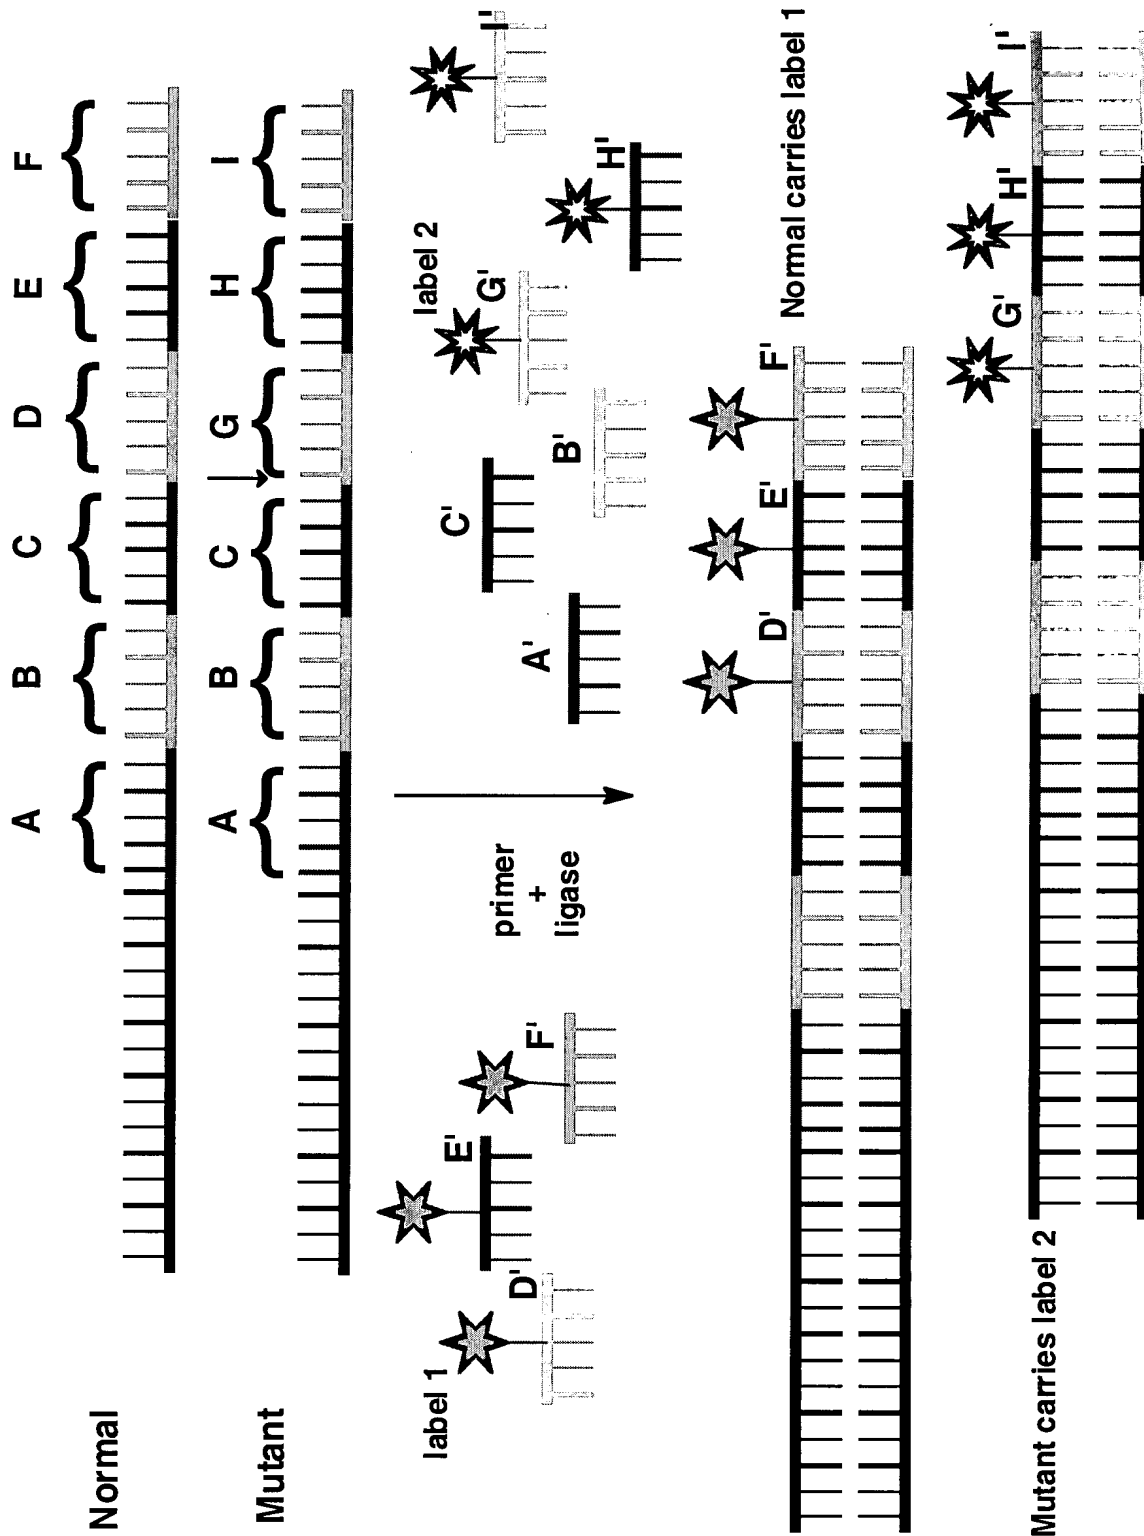 A B C D E F
Normal
A B C G H I
Mutant
label 1
D'
E'
F'
primer
+
ligase
A'
C'
B'
label 2
G'
H'
I'
D' E' F'
Normal carries label 1
G' H' I'
Mutant carries label 2